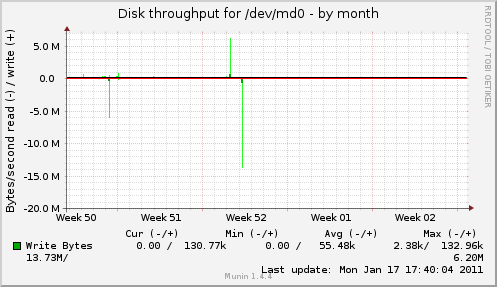 Disk throughput for /dev/md0 - by month
RRDTOOL / TOBI OETIKER
Bytes/second read (-) / write (+)
5.0 M
0.0
-5.0 M
-10.0 M
-15.0 M
-20.0 M
Week 50 Week 51 Week 52 Week 01 Week 02
Cur (-/+) Min (-/+) Avg (-/+) Max (-/+)
Write Bytes 0.00 / 130.77k 0.00 / 55.48k 2.38k/ 132.96k
13.73M/ 6.20M
Last update: Mon Jan 17 17:40:04 2011
Munin 1.4.4